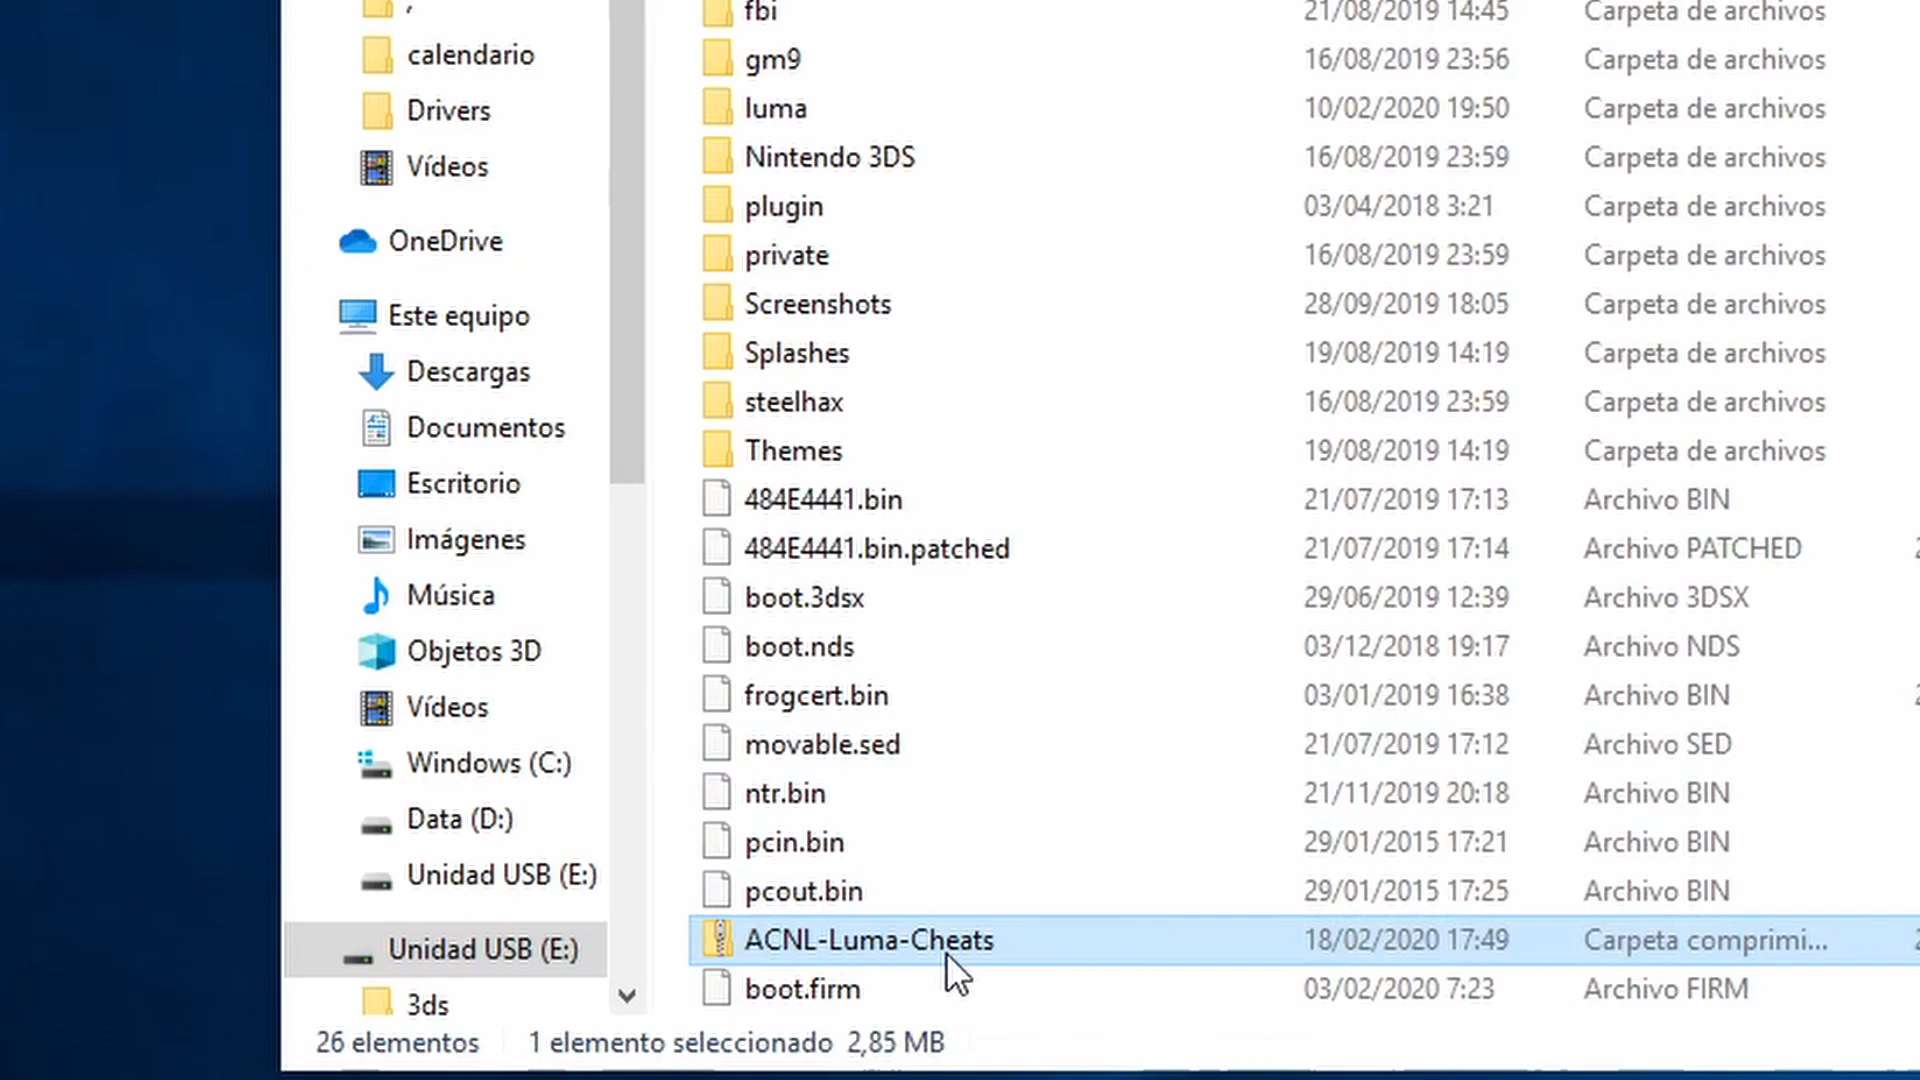 calendario
Drivers
Vídeos
OneDrive
Este equipo
Descargas
Documentos
Escritorio
Imágenes
Música
Objetos 3D
Vídeos
Windows (C:)
Data (D:)
Unidad USB (E:)
Unidad USB (E:)
3ds
fbi 21/08/2019 14:45 Carpeta de archivos
gm9 16/08/2019 23:56 Carpeta de archivos
luma 10/02/2020 19:50 Carpeta de archivos
Nintendo 3DS 16/08/2019 23:59 Carpeta de archivos
plugin 03/04/2018 3:21 Carpeta de archivos
private 16/08/2019 23:59 Carpeta de archivos
Screenshots 28/09/2019 18:05 Carpeta de archivos
Splashes 19/08/2019 14:19 Carpeta de archivos
steelhax 16/08/2019 23:59 Carpeta de archivos
Themes 19/08/2019 14:19 Carpeta de archivos
484E4441.bin 21/07/2019 17:13 Archivo BIN
484E4441.bin.patched 21/07/2019 17:14 Archivo PATCHED
boot.3dsx 29/06/2019 12:39 Archivo 3DSX
boot.nds 03/12/2018 19:17 Archivo NDS
frogcert.bin 03/01/2019 16:38 Archivo BIN
movable.sed 21/07/2019 17:12 Archivo SED
ntr.bin 21/11/2019 20:18 Archivo BIN
pcin.bin 29/01/2015 17:21 Archivo BIN
pcout.bin 29/01/2015 17:25 Archivo BIN
ACNL-Luma-Cheats 18/02/2020 17:49 Carpeta comprimi...
boot.firm 03/02/2020 7:23 Archivo FIRM
26 elementos 1 elemento seleccionado 2,85 MB